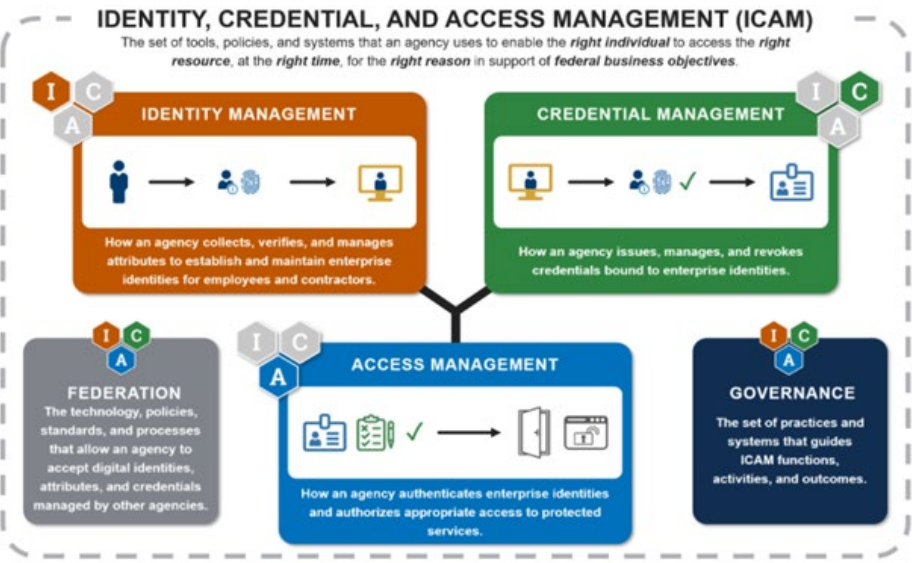 IDENTITY, CREDENTIAL, AND ACCESS MANAGEMENT (ICAM)
The set of tools, policies, and systems that an agency uses to enable the right individual to access the right
resource, at the right time, for the right reason in support of federal business objectives.
I C
A
IDENTITY MANAGEMENT
How an agency collects, verifies, and manages
attributes to establish and maintain enterprise
identities for employees and contractors.
I C
A
CREDENTIAL MANAGEMENT
How an agency issues, manages, and revokes
credentials bound to enterprise identities.
I C
A
FEDERATION
The technology, policies,
standards, and processes
that allow an agency to
accept digital identities,
attributes, and credentials
managed by other agencies.
I C
A
ACCESS MANAGEMENT
How an agency authenticates enterprise identities
and authorizes appropriate access to protected
services.
I C
A
GOVERNANCE
The set of practices and
systems that guides
ICAM functions,
activities, and outcomes.